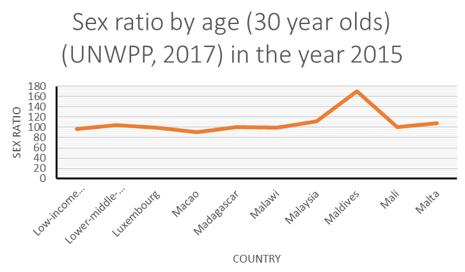 Sex ratio by age (30 year olds)
(UNWPP, 2017) in the year 2015
SEX RATIO
180
160
140
120
100
80
60
40
20
0
Low-income…
Lower-middle-…
Luxembourg
Macao
Madagascar
Malawi
Malaysia
Maldives
Mali
Malta
COUNTRY